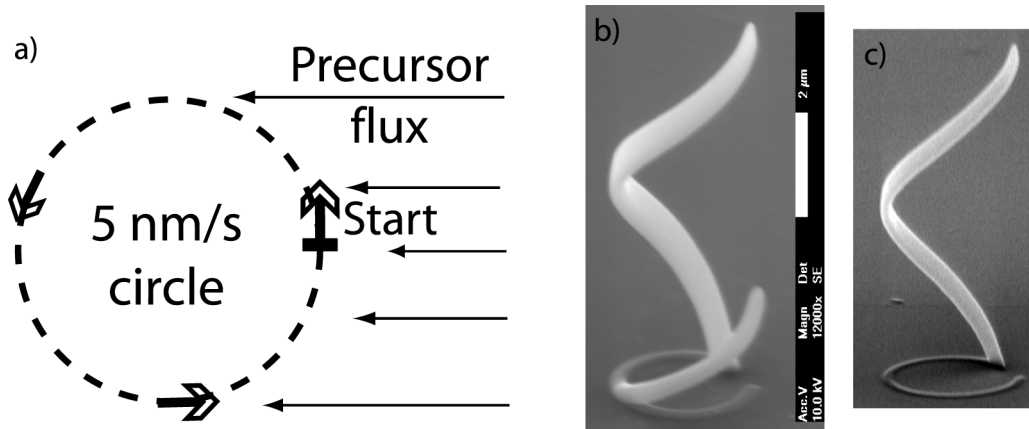 a)
Precursor
flux
Start
5 nm/s
circle
b)
2 µm
Det
SE
Magn
12000x
Acc.V
10.0 kV
c)